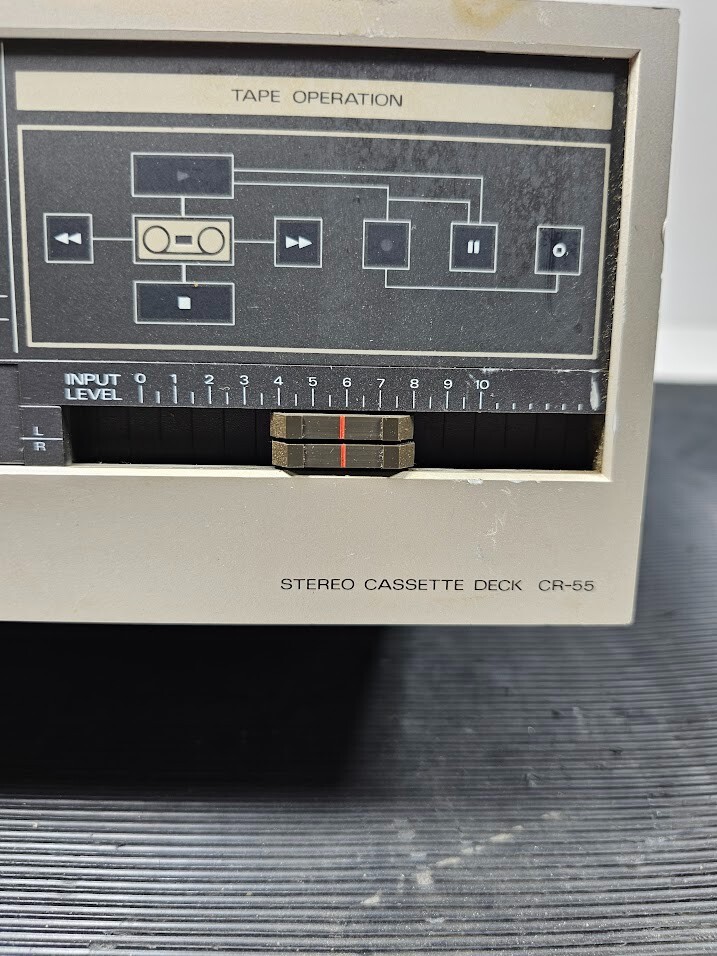 TAPE OPERATION
INPUT LEVEL 0 1 2 3 4 5 6 7 8 9 10
L
R
STEREO CASSETTE DECK CR-55